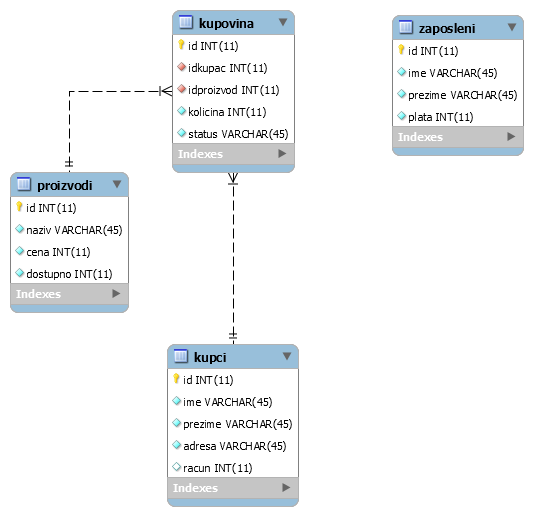 kupovina
id INT(11)
idkupac INT(11)
idproizvod INT(11)
kolicina INT(11)
status VARCHAR(45)
Indexes
zaposleni
id INT(11)
ime VARCHAR(45)
prezime VARCHAR(45)
plata INT(11)
Indexes
proizvodi
id INT(11)
naziv VARCHAR(45)
cena INT(11)
dostupno INT(11)
Indexes
kupci
id INT(11)
ime VARCHAR(45)
prezime VARCHAR(45)
adresa VARCHAR(45)
racun INT(11)
Indexes